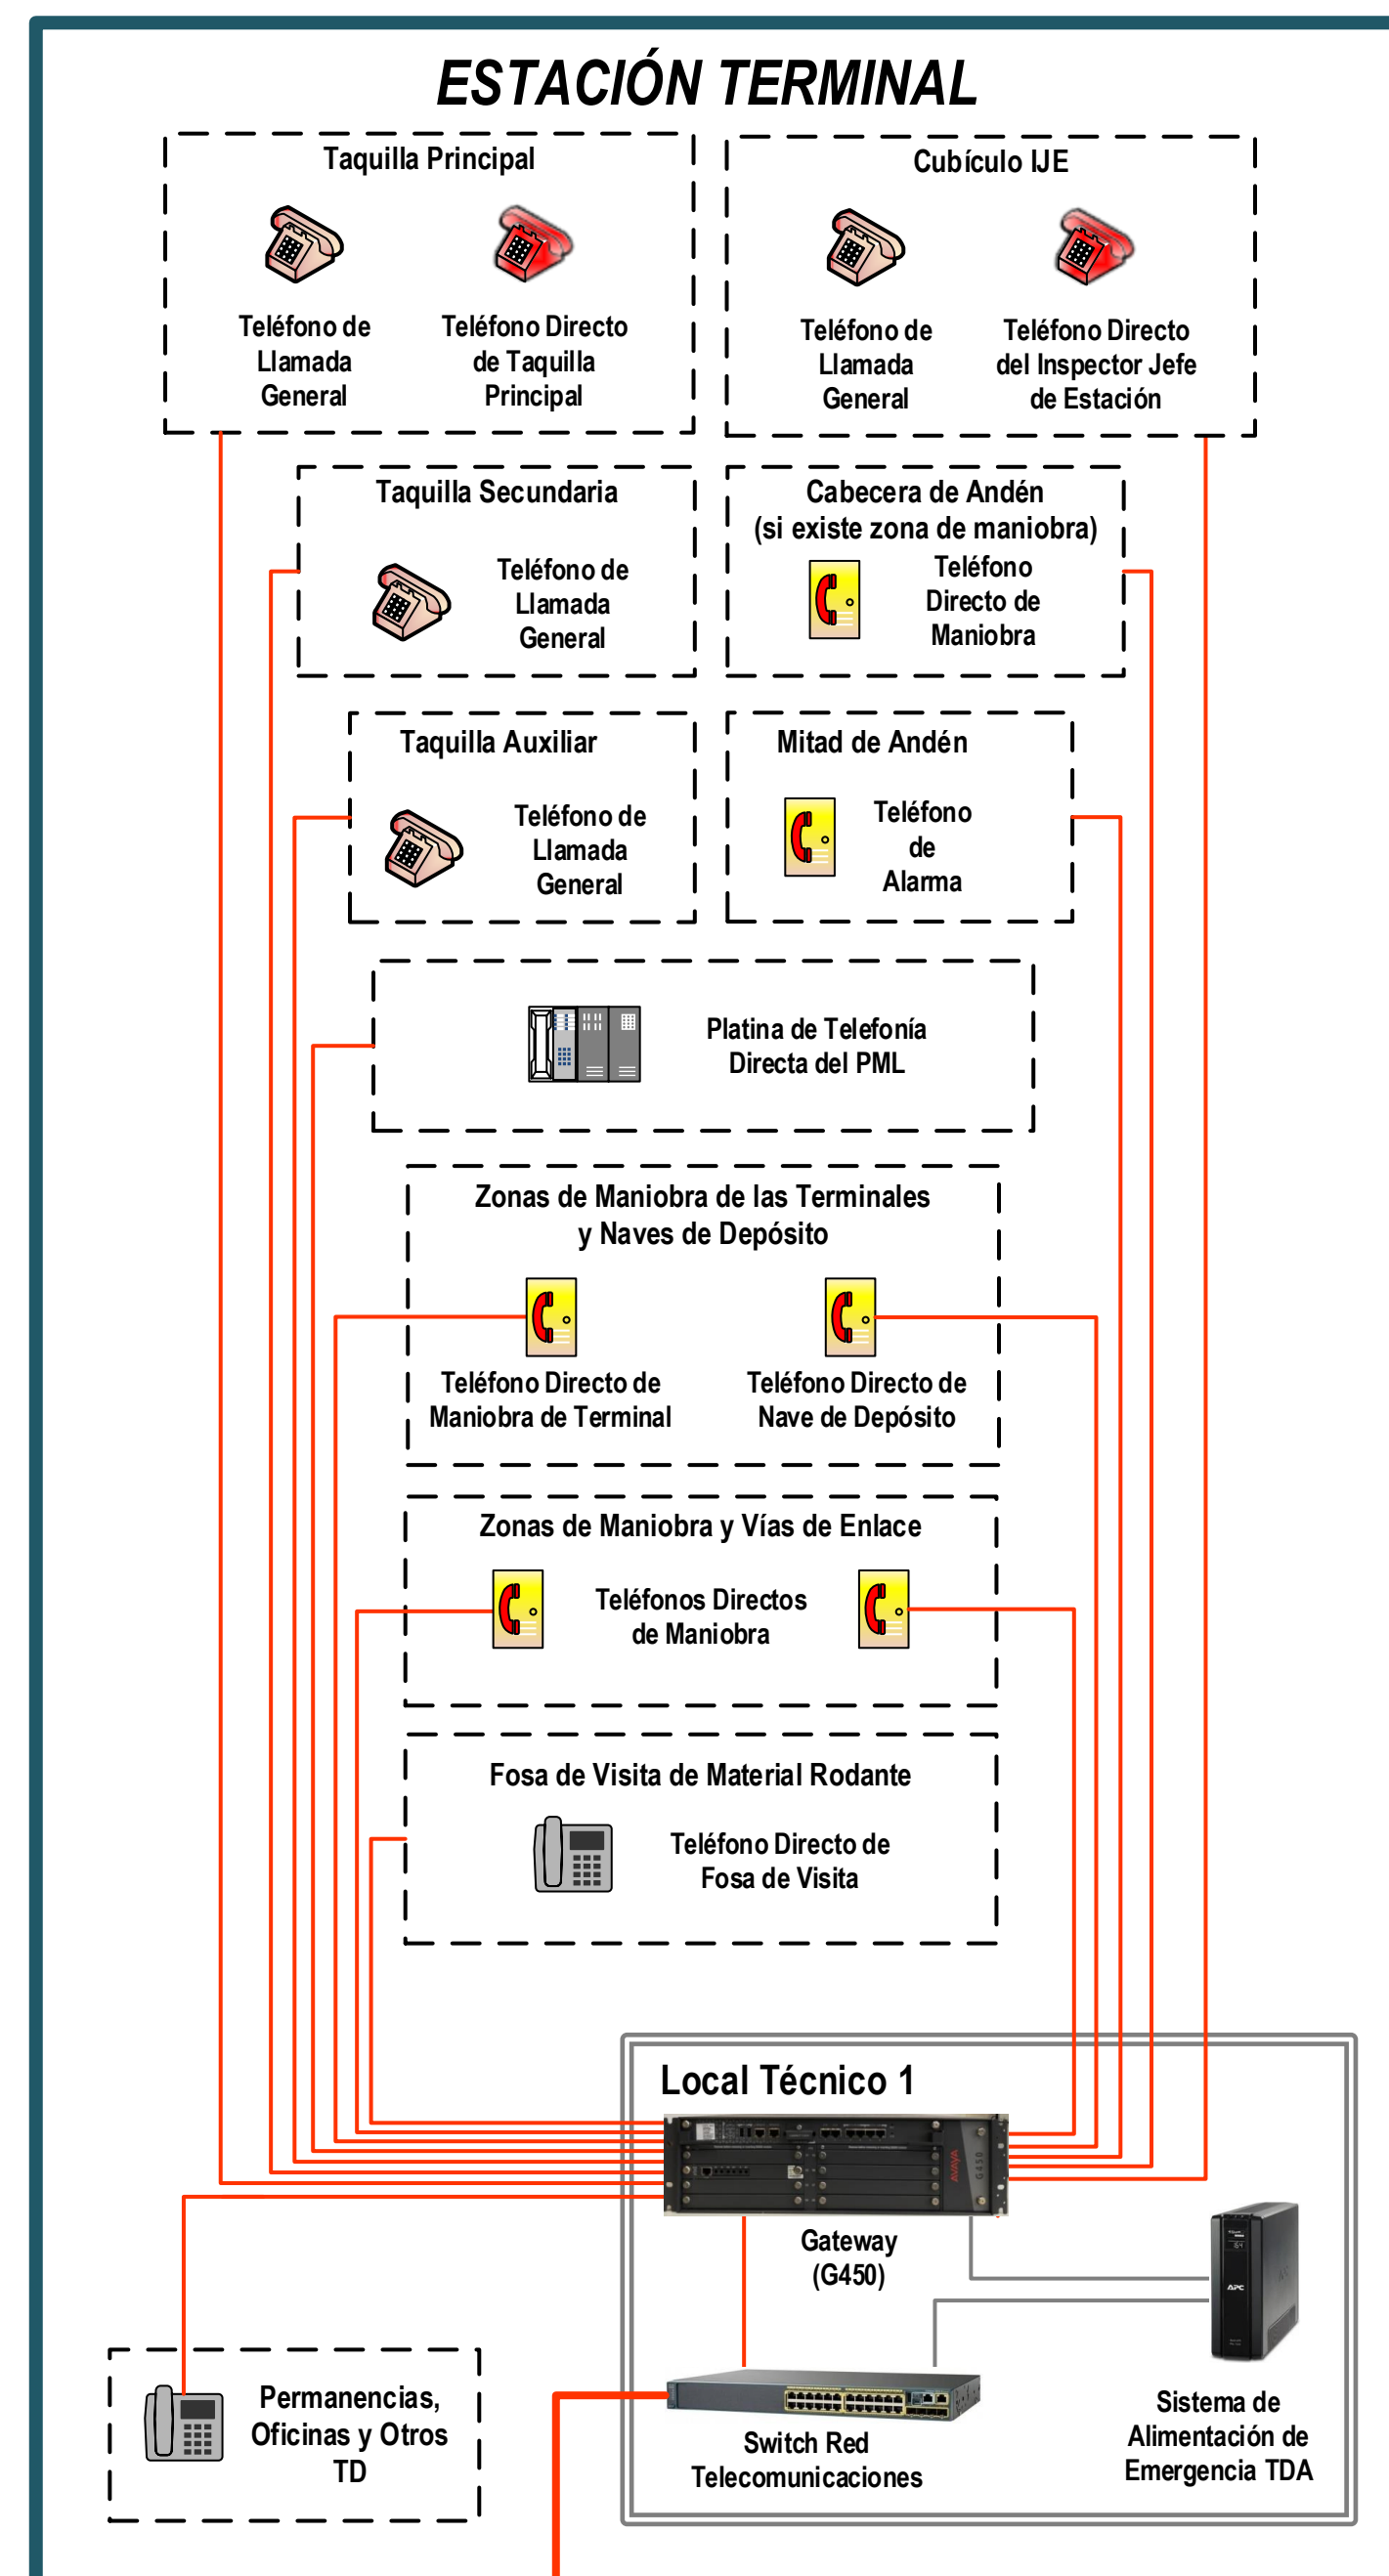 ESTACIÓN TERMINAL
Taquilla Principal
Teléfono de
Llamada
General
Teléfono Directo
de Taquilla
Principal
Cubículo IJE
Teléfono de
Llamada
General
Teléfono Directo
del Inspector Jefe
de Estación
Taquilla Secundaria
Teléfono de
Llamada
General
Cabecera de Andén
(si existe zona de maniobra)
Teléfono
Directo de
Maniobra
Taquilla Auxiliar
Teléfono de
Llamada
General
Mitad de Andén
Teléfono
de
Alarma
Platina de Telefonía
Directa del PML
Zonas de Maniobra de las Terminales
y Naves de Depósito
Teléfono Directo de
Maniobra de Terminal
Teléfono Directo de
Nave de Depósito
Zonas de Maniobra y Vías de Enlace
Teléfonos Directos
de Maniobra
Fosa de Visita de Material Rodante
Teléfono Directo de
Fosa de Visita
Local Técnico 1
AVAYA
G450
Gateway
(G450)
APC
Switch Red
Telecomunicaciones
Sistema de
Alimentación de
Emergencia TDA
Permanencias,
Oficinas y Otros
TD